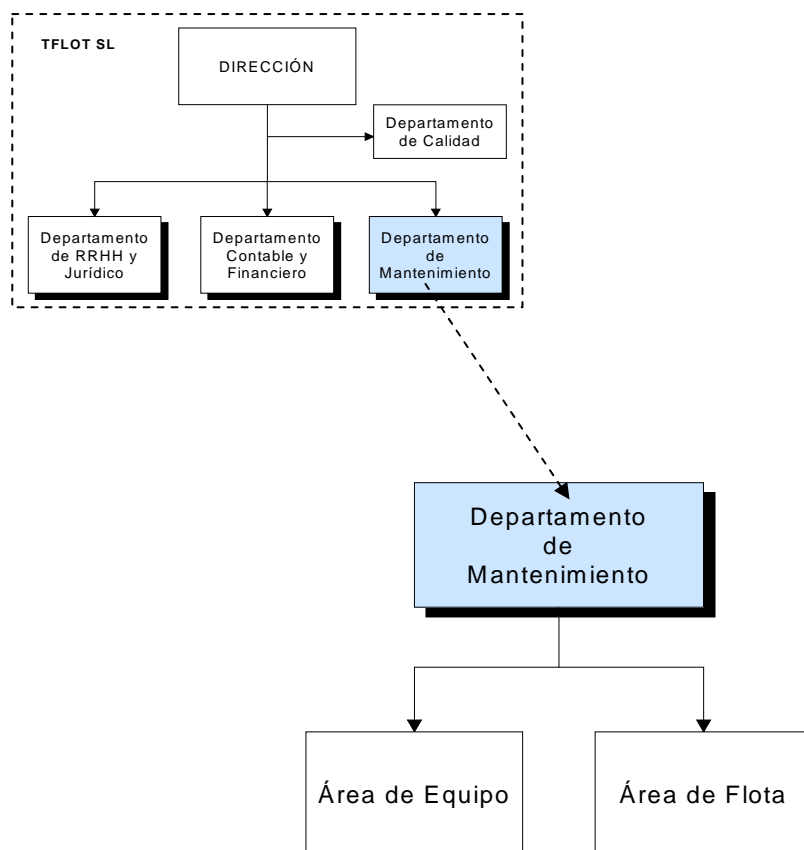 TFLOT SL
DIRECCIÓN
Departamento
de Calidad
Departamento
de RRHH y
Jurídico
Departamento
Contable y
Financiero
Departamento
de
Mantenimiento
Departamento
de
Mantenimiento
Área de Equipo
Área de Flota